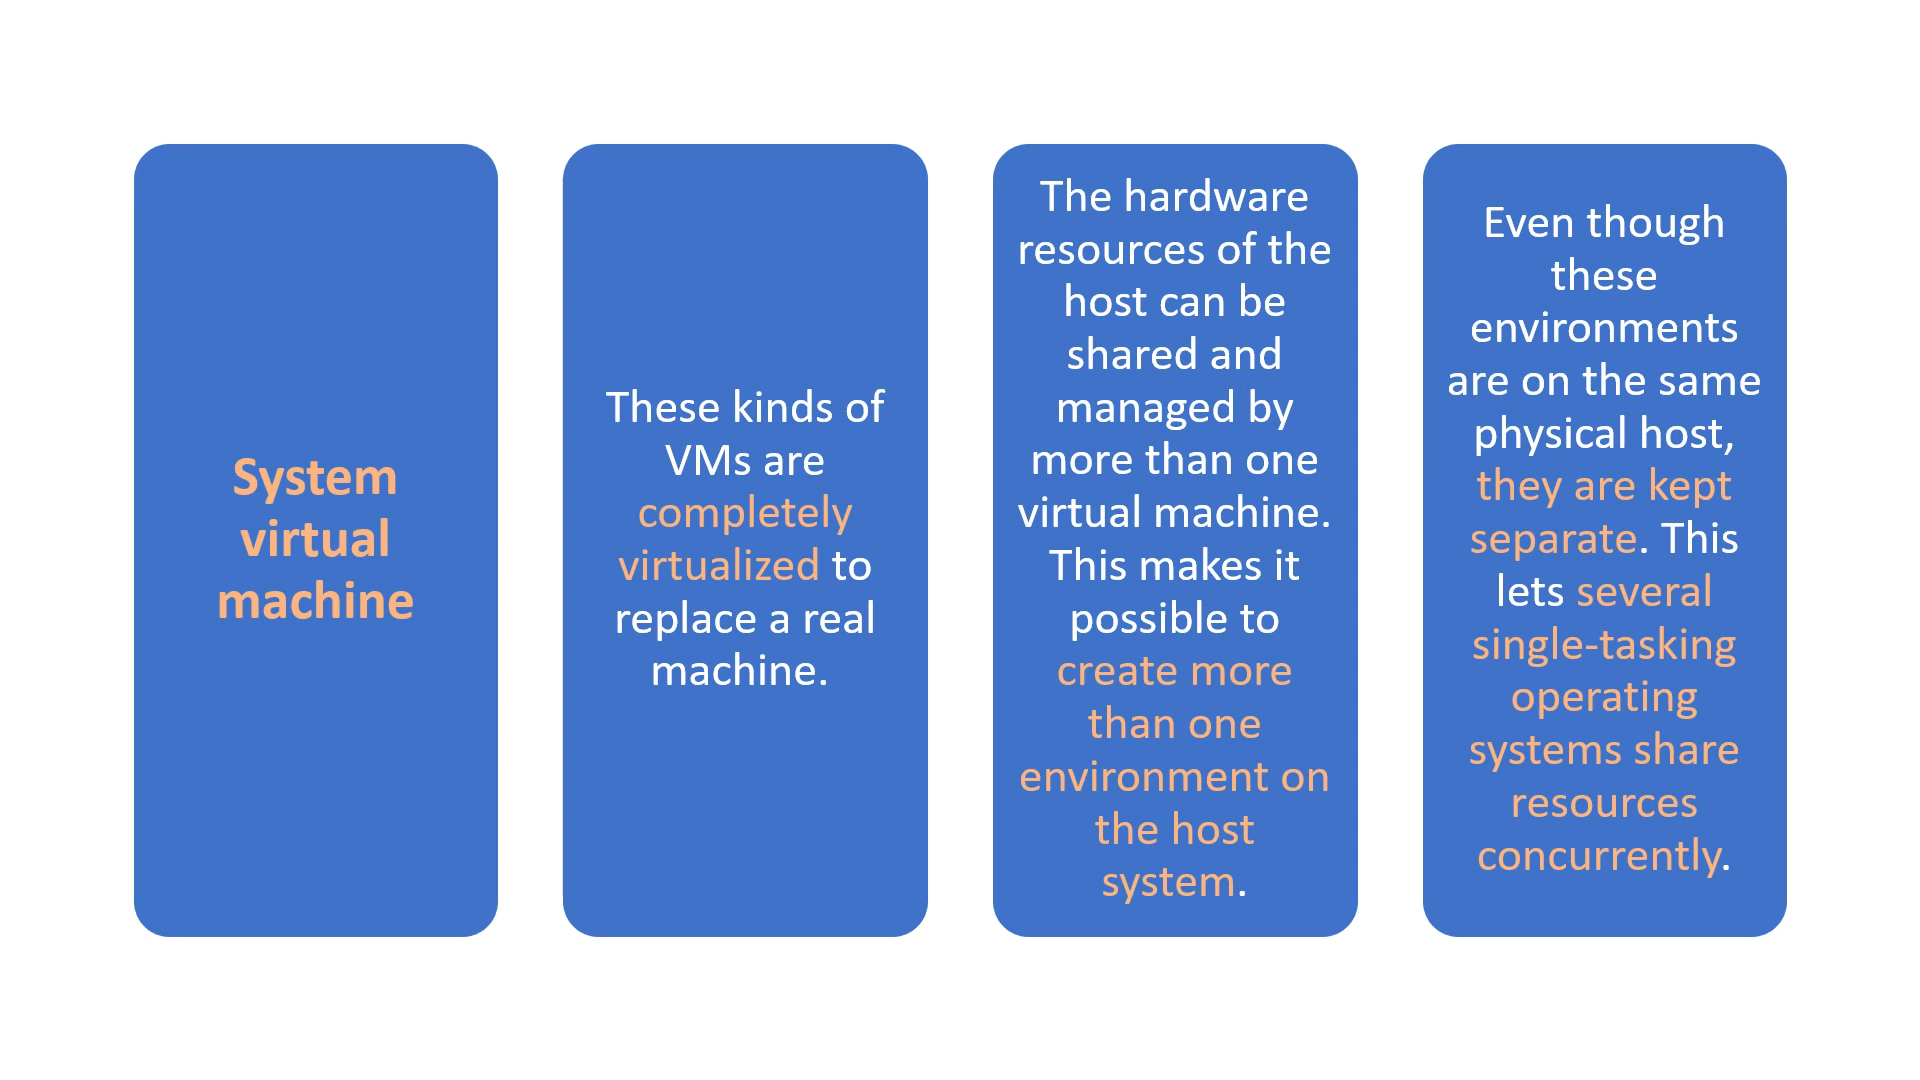 System
virtual
machine
These kinds of
VMs are
completely
virtualized to
replace a real
machine.
The hardware
resources of the
host can be
shared and
managed by
more than one
virtual machine.
This makes it
possible to
create more
than one
environment on
the host
system.
Even though
these
environments
are on the same
physical host,
they are kept
separate. This
lets several
single-tasking
operating
systems share
resources
concurrently.